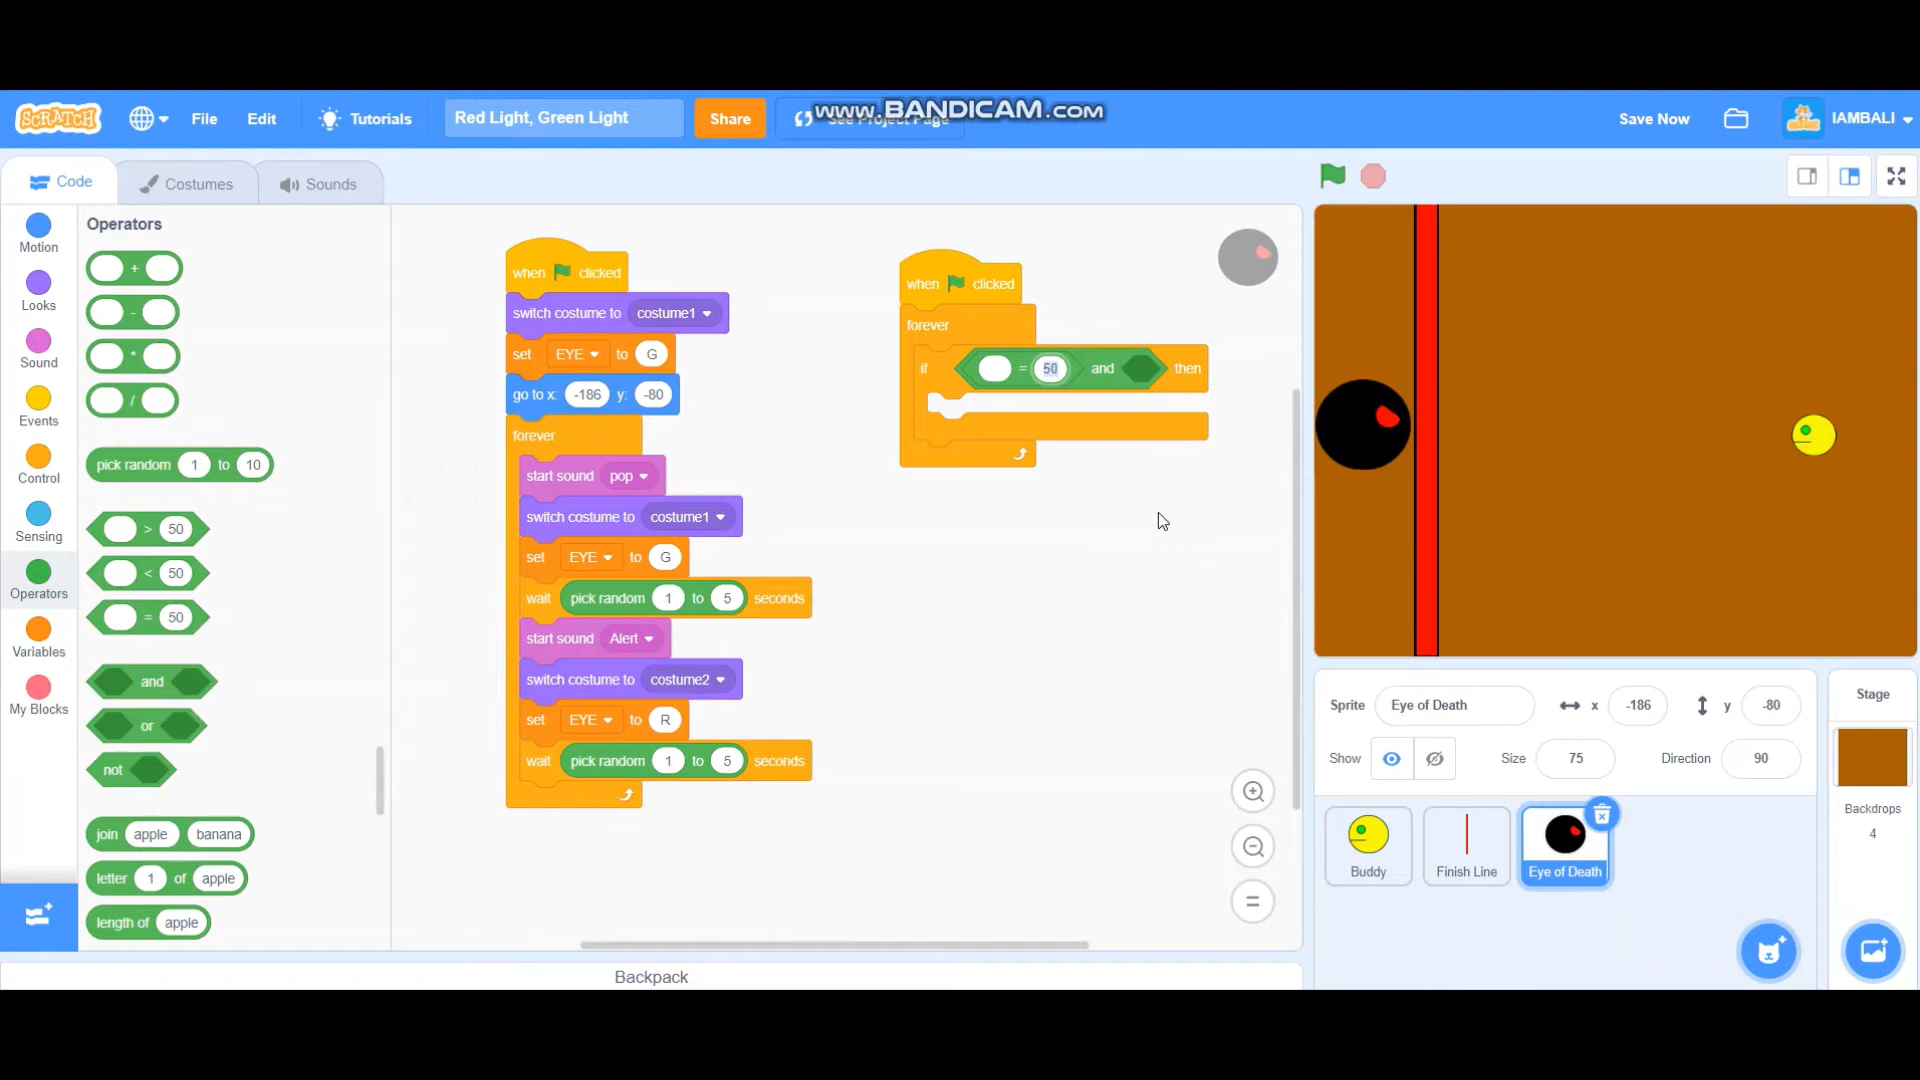 www.BANDICAM.com
SCRATCH
File
Edit
Tutorials
Red Light, Green Light
Share
See Project Page
Save Now
IAMBALI
Code
Costumes
Sounds
Motion
Looks
Sound
Events
Control
Sensing
Operators
Variables
My Blocks
Operators
+
-
*
/
pick random 1 to 10
> 50
< 50
= 50
and
or
not
join apple banana
letter 1 of apple
length of apple
when clicked
switch costume to costume1
set EYE to G
go to x: -186 y: -80
forever
start sound pop
switch costume to costume1
set EYE to G
wait pick random 1 to 5 seconds
start sound Alert
switch costume to costume2
set EYE to R
wait pick random 1 to 5 seconds
when clicked
forever
if = 50 and then
Backpack
Sprite Eye of Death x -186 y -80
Show Size 75 Direction 90
Buddy
Finish Line
Eye of Death
Stage
Backdrops
4